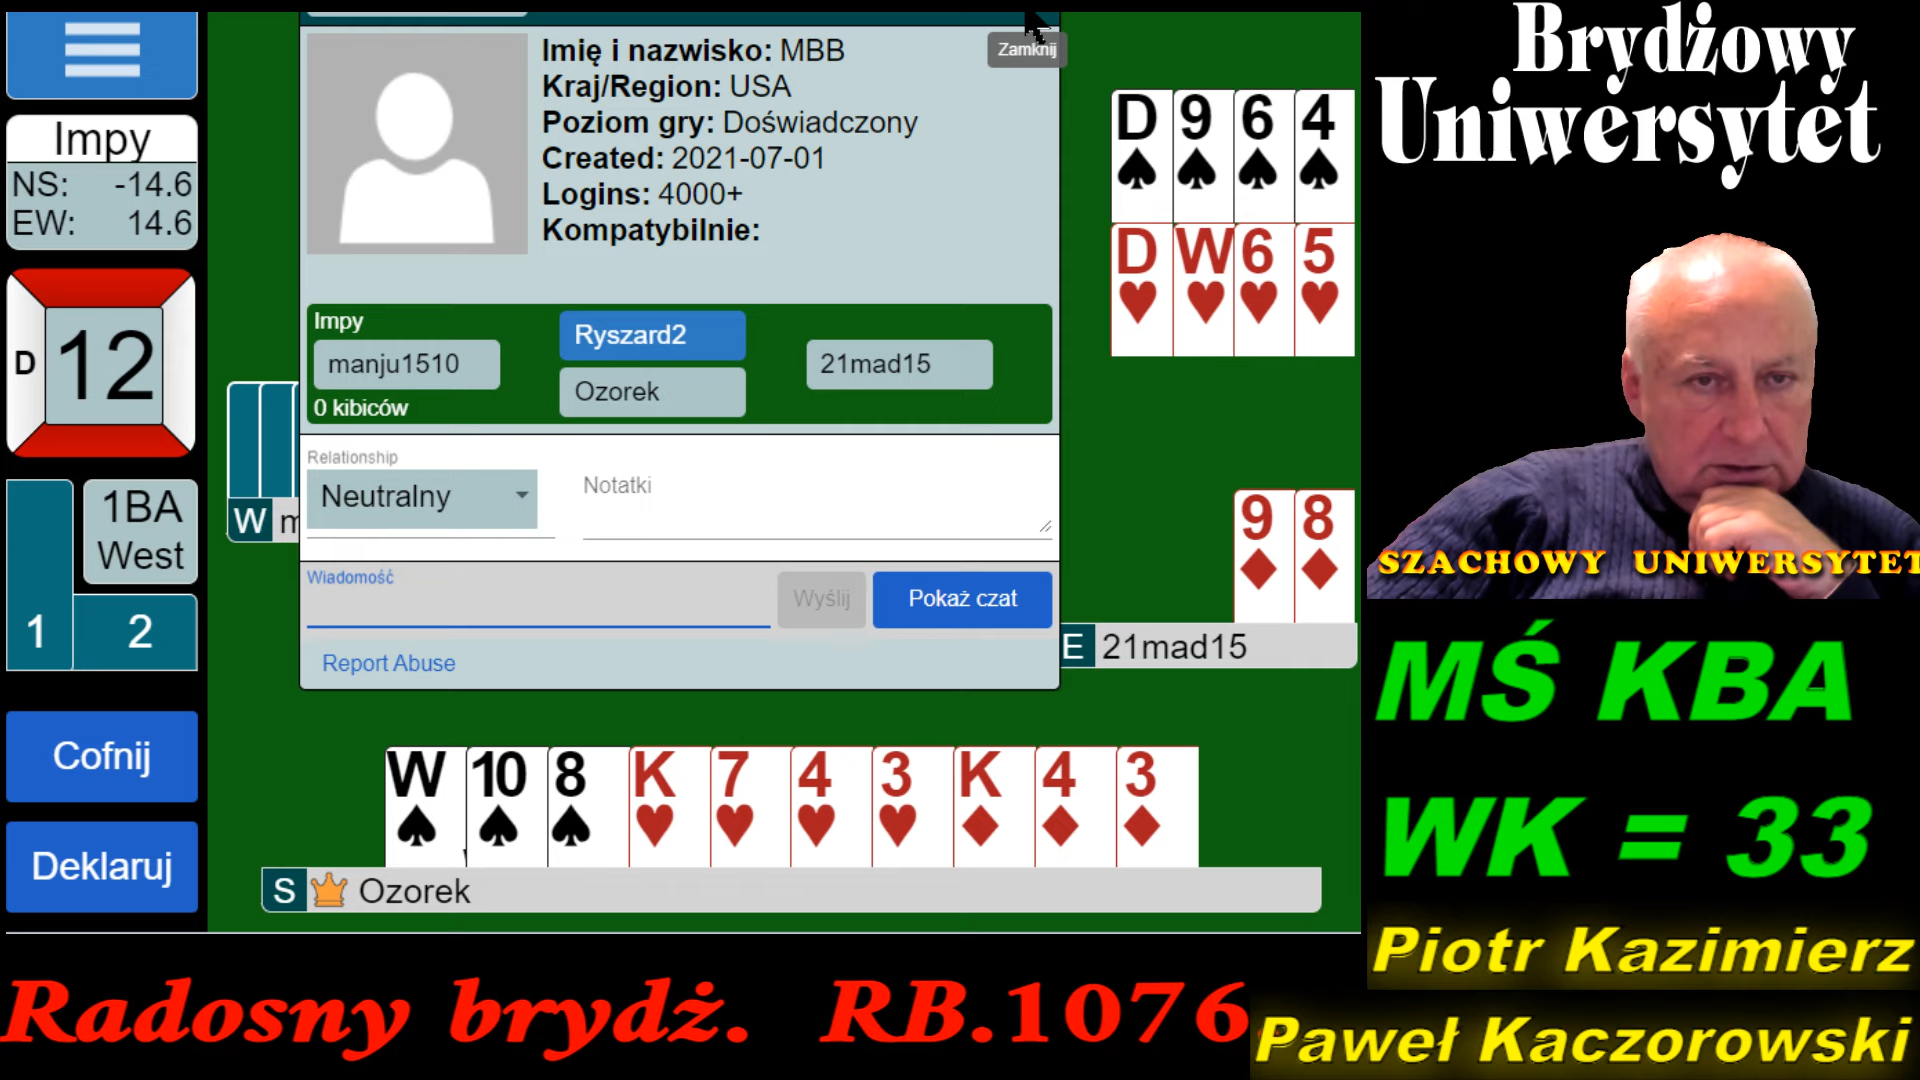 Impy
NS: -14.6
EW: 14.6
D 12
1BA
West
1 2
Cofnij
Deklaruj
Imię i nazwisko: MBB
Kraj/Region: USA
Poziom gry: Doświadczony
Created: 2021-07-01
Logins: 4000+
Kompatybilnie:
Zamknij
Impy
manju1510
Ryszard2
Ozorek
21mad15
0 kibiców
Relationship
Neutralny
Notatki
Wiadomość
Wyślij
Pokaż czat
Report Abuse
D 9 6 4
D W 6 5
9 8
W m
E 21mad15
W 10 8 K 7 4 3 K 4 3
S Ozorek
Brydżowy
Uniwersytet
SZACHOWY UNIWERSYTET
MŚ KBA
WK = 33
Piotr Kazimierz
Paweł Kaczorowski
Radosny brydż. RB.1076